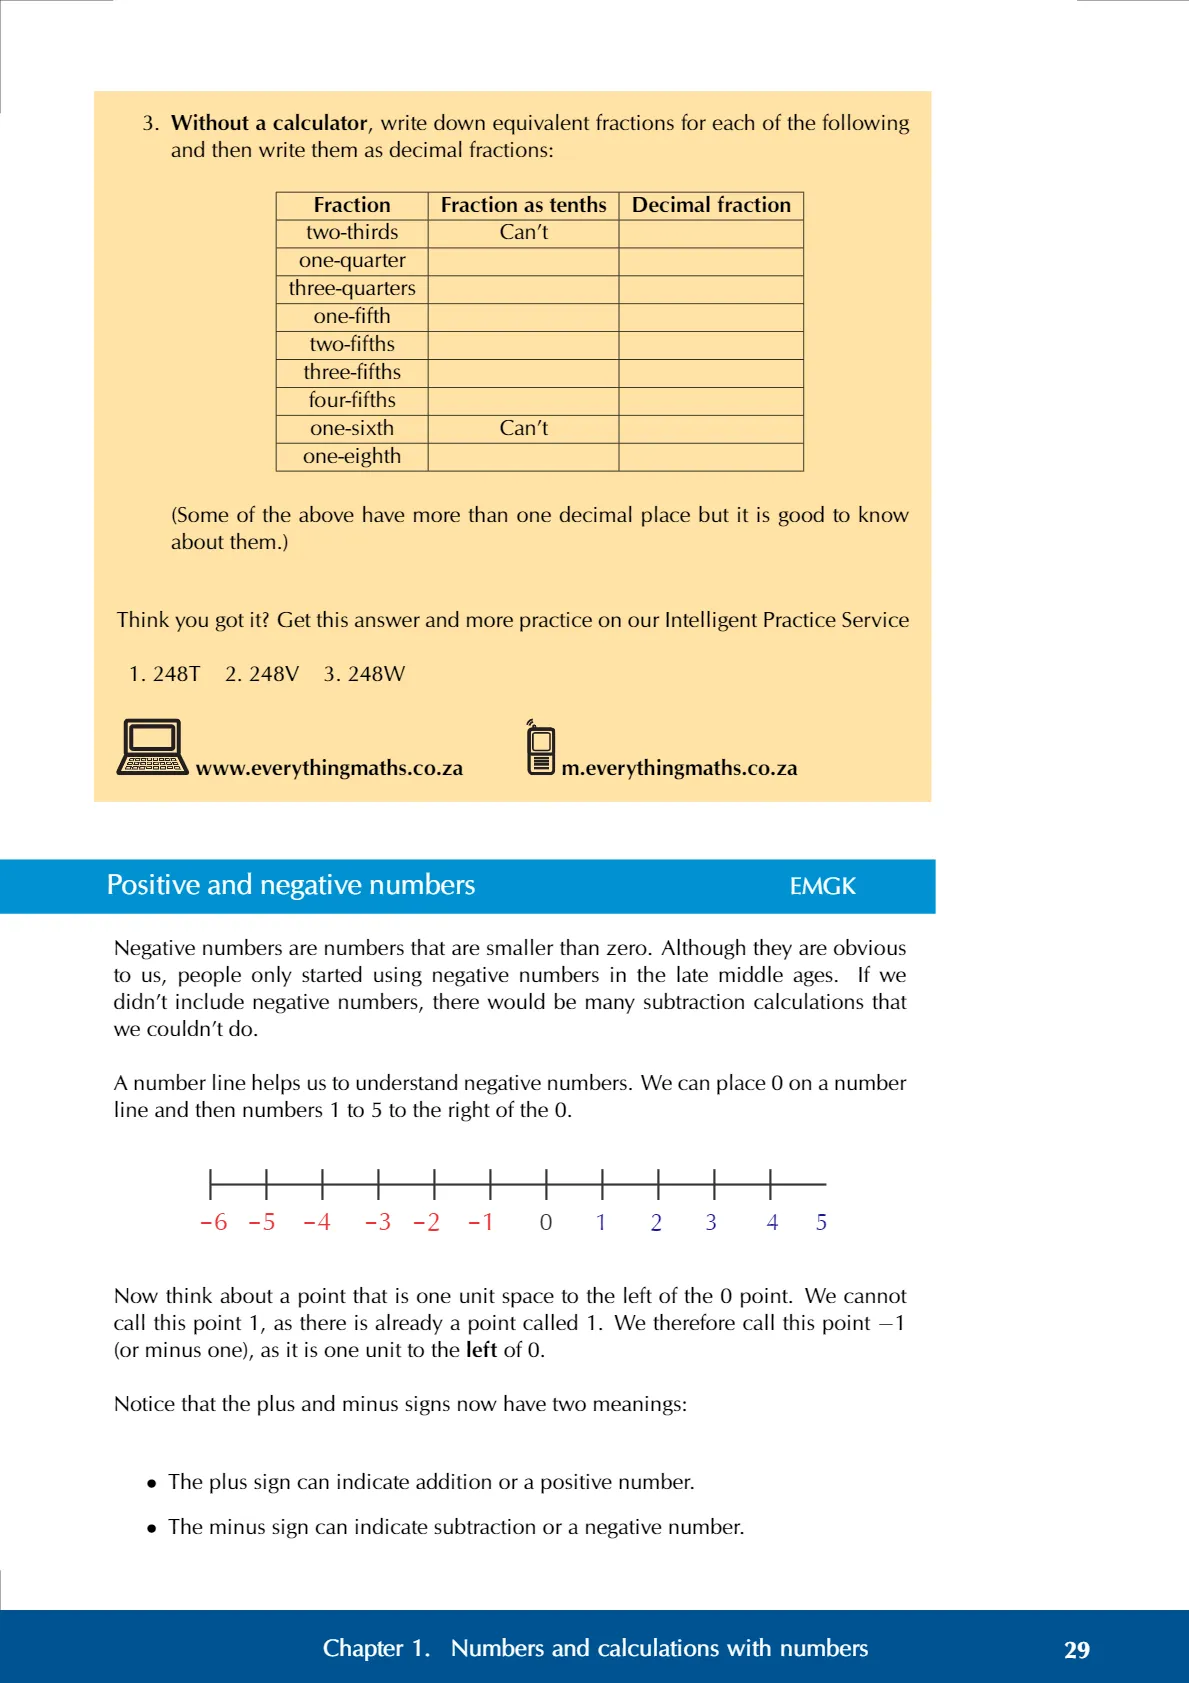 3. Without a calculator, write down equivalent fractions for each of the following
and then write them as decimal fractions:
Fraction Fraction as tenths Decimal fraction
two-thirds Can't
one-quarter
three-quarters
one-fifth
two-fifths
three-fifths
four-fifths
one-sixth Can't
one-eighth
(Some of the above have more than one decimal place but it is good to know
about them.)
Think you got it? Get this answer and more practice on our Intelligent Practice Service
1. 248T 2. 248V 3. 248W
www.everythingmaths.co.za m.everythingmaths.co.za
Positive and negative numbers EMGK
Negative numbers are numbers that are smaller than zero. Although they are obvious
to us, people only started using negative numbers in the late middle ages. If we
didn't include negative numbers, there would be many subtraction calculations that
we couldn't do.
A number line helps us to understand negative numbers. We can place 0 on a number
line and then numbers 1 to 5 to the right of the 0.
−6 −5 −4 −3 −2 −1 0 1 2 3 4 5
Now think about a point that is one unit space to the left of the 0 point. We cannot
call this point 1, as there is already a point called 1. We therefore call this point −1
(or minus one), as it is one unit to the left of 0.
Notice that the plus and minus signs now have two meanings:
• The plus sign can indicate addition or a positive number.
• The minus sign can indicate subtraction or a negative number.
Chapter 1. Numbers and calculations with numbers 29